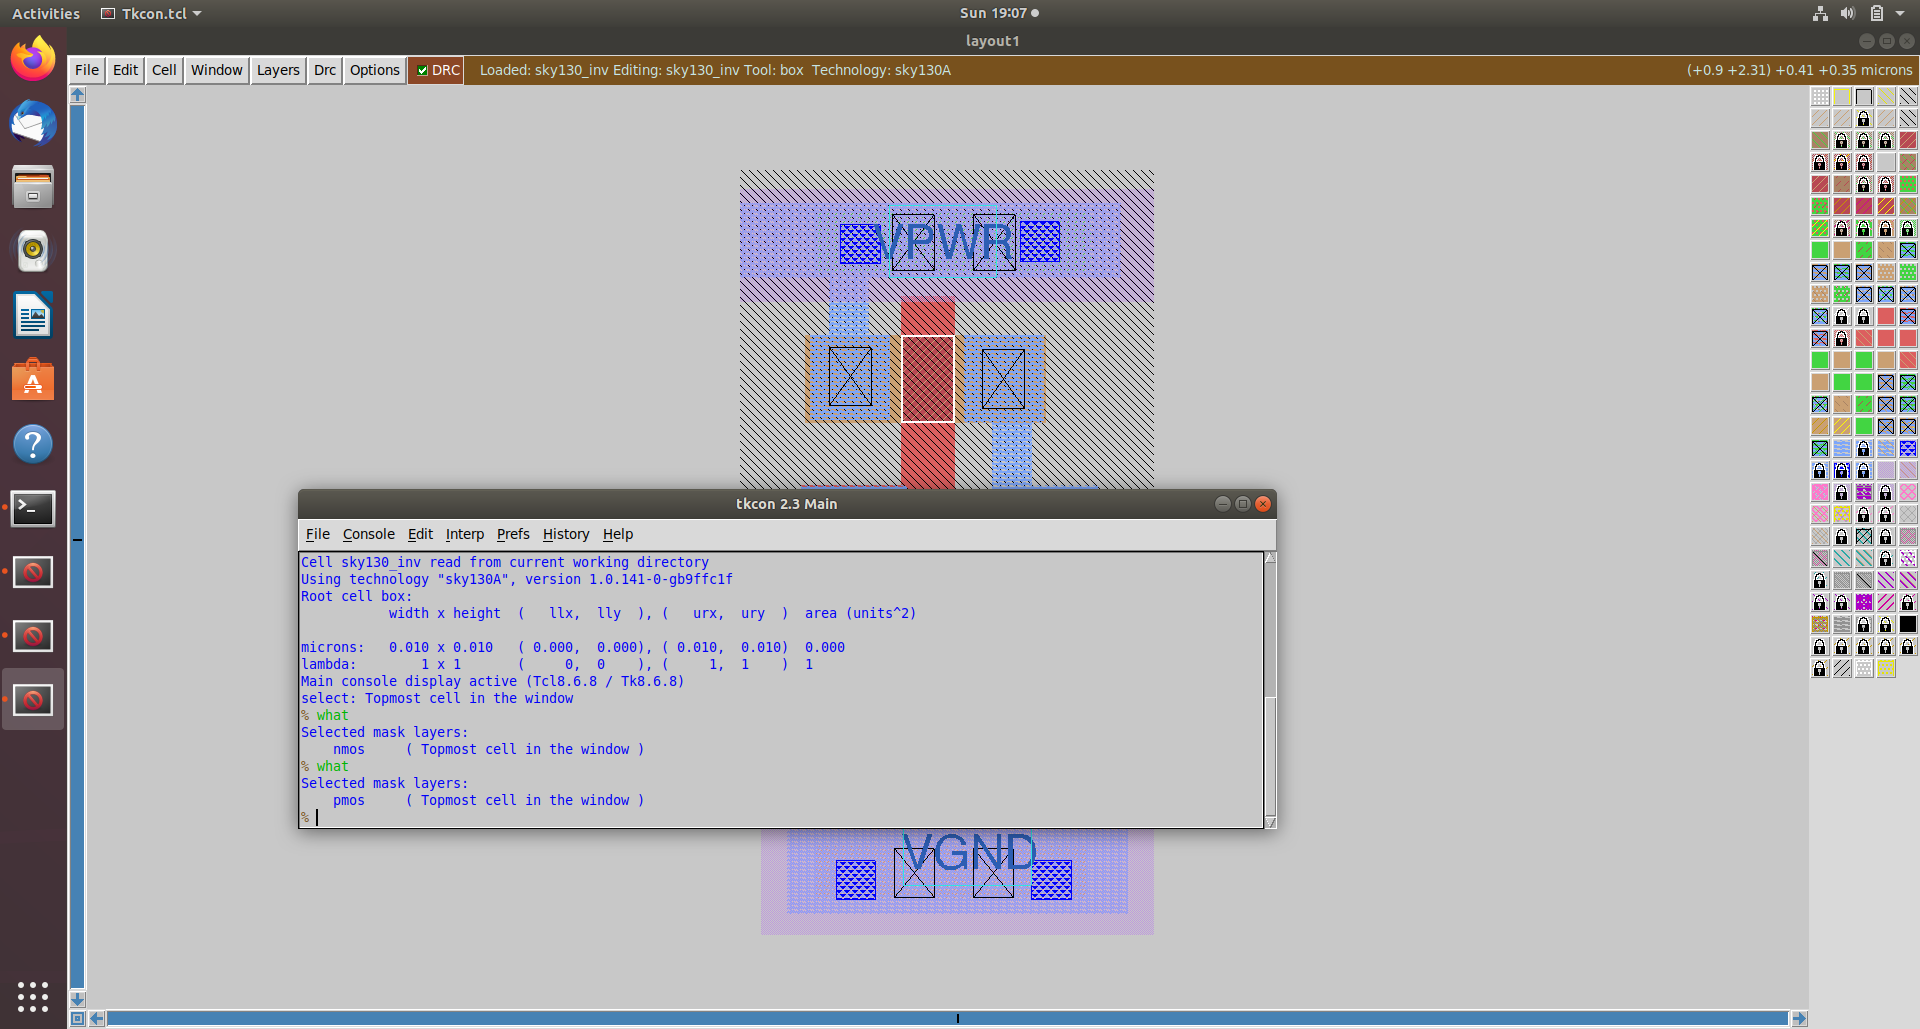 Activities Tkcon.tcl Sun 19:07
layout1
File Edit Cell Window Layers Drc Options DRC Loaded: sky130_inv Editing: sky130_inv Tool: box Technology: sky130A (+0.9 +2.31) +0.41 +0.35 microns
VPWR
tkcon 2.3 Main
File Console Edit Interp Prefs History Help
Cell sky130_inv read from current working directory
Using technology "sky130A", version 1.0.141-0-gb9ffc1f
Root cell box:
width x height ( llx, lly ), ( urx, ury ) area (units^2)
microns: 0.010 x 0.010 ( 0.000, 0.000), ( 0.010, 0.010) 0.000
lambda: 1 x 1 ( 0, 0 ), ( 1, 1 ) 1
Main console display active (Tcl8.6.8 / Tk8.6.8)
select: Topmost cell in the window
% what
Selected mask layers:
nmos ( Topmost cell in the window )
% what
Selected mask layers:
pmos ( Topmost cell in the window )
%
VGND